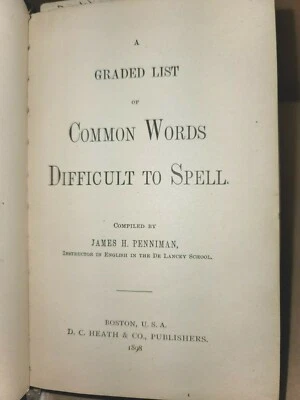 A
GRADED LIST
OF
COMMON WORDS
DIFFICULT TO SPELL.
COMPILED BY
JAMES H. PENNIMAN,
INSTRUCTOR IN ENGLISH IN THE DE LANCEY SCHOOL.
BOSTON, U.S.A.
D. C. HEATH & CO., PUBLISHERS.
1898